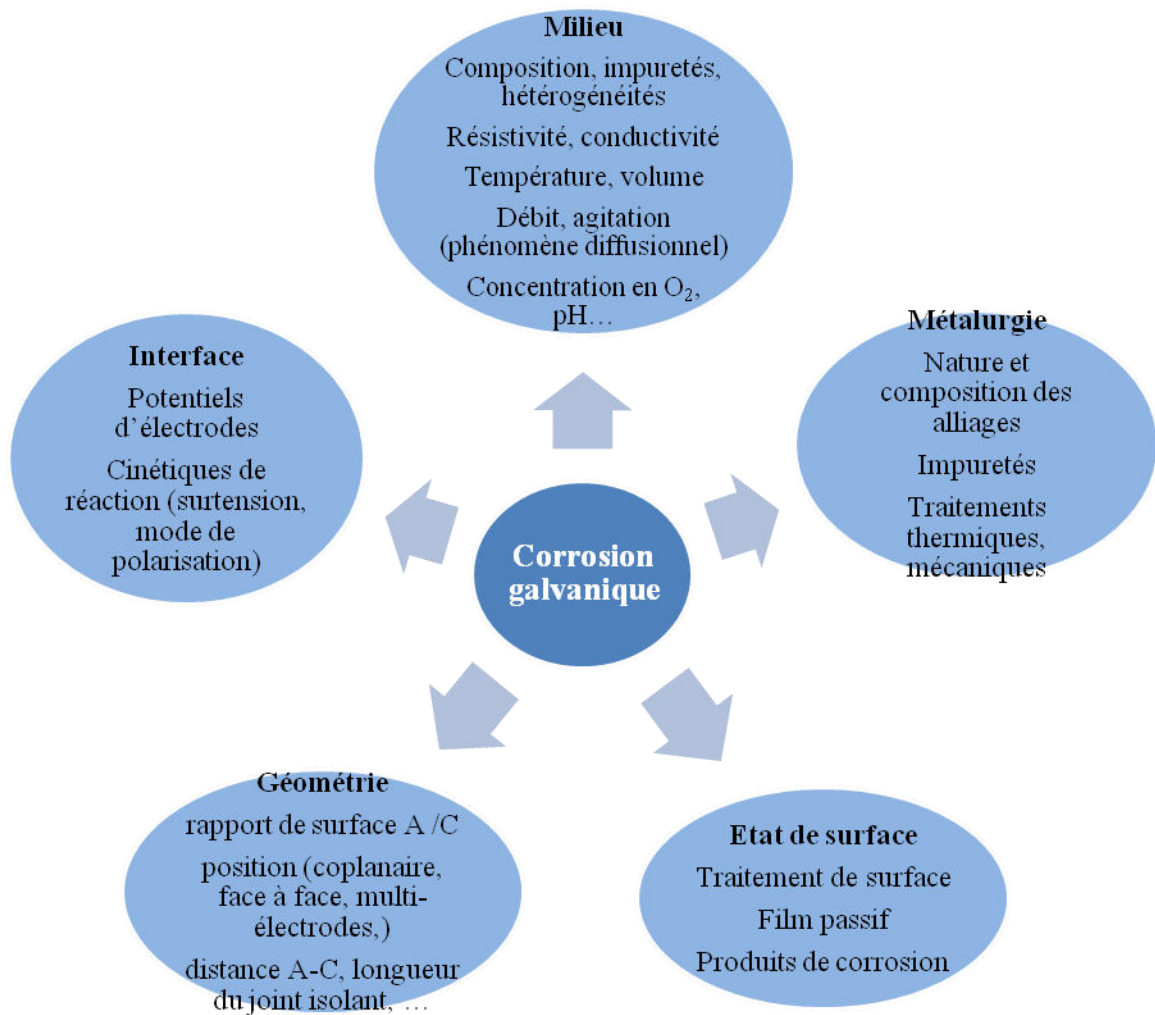 Milieu
Composition, impuretés,
hétérogénéités
Résistivité, conductivité
Température, volume
Débit, agitation
(phénomène diffusionnel)
Concentration en O₂,
pH…
Métalurgie
Nature et
composition des
alliages
Impuretés
Traitements
thermiques,
mécaniques
Interface
Potentiels
d’électrodes
Cinétiques de
réaction (surtension,
mode de
polarisation)
Corrosion
galvanique
Géométrie
rapport de surface A /C
position (coplanaire,
face à face, multi-
électrodes,)
distance A-C, longueur
du joint isolant, …
Etat de surface
Traitement de surface
Film passif
Produits de corrosion